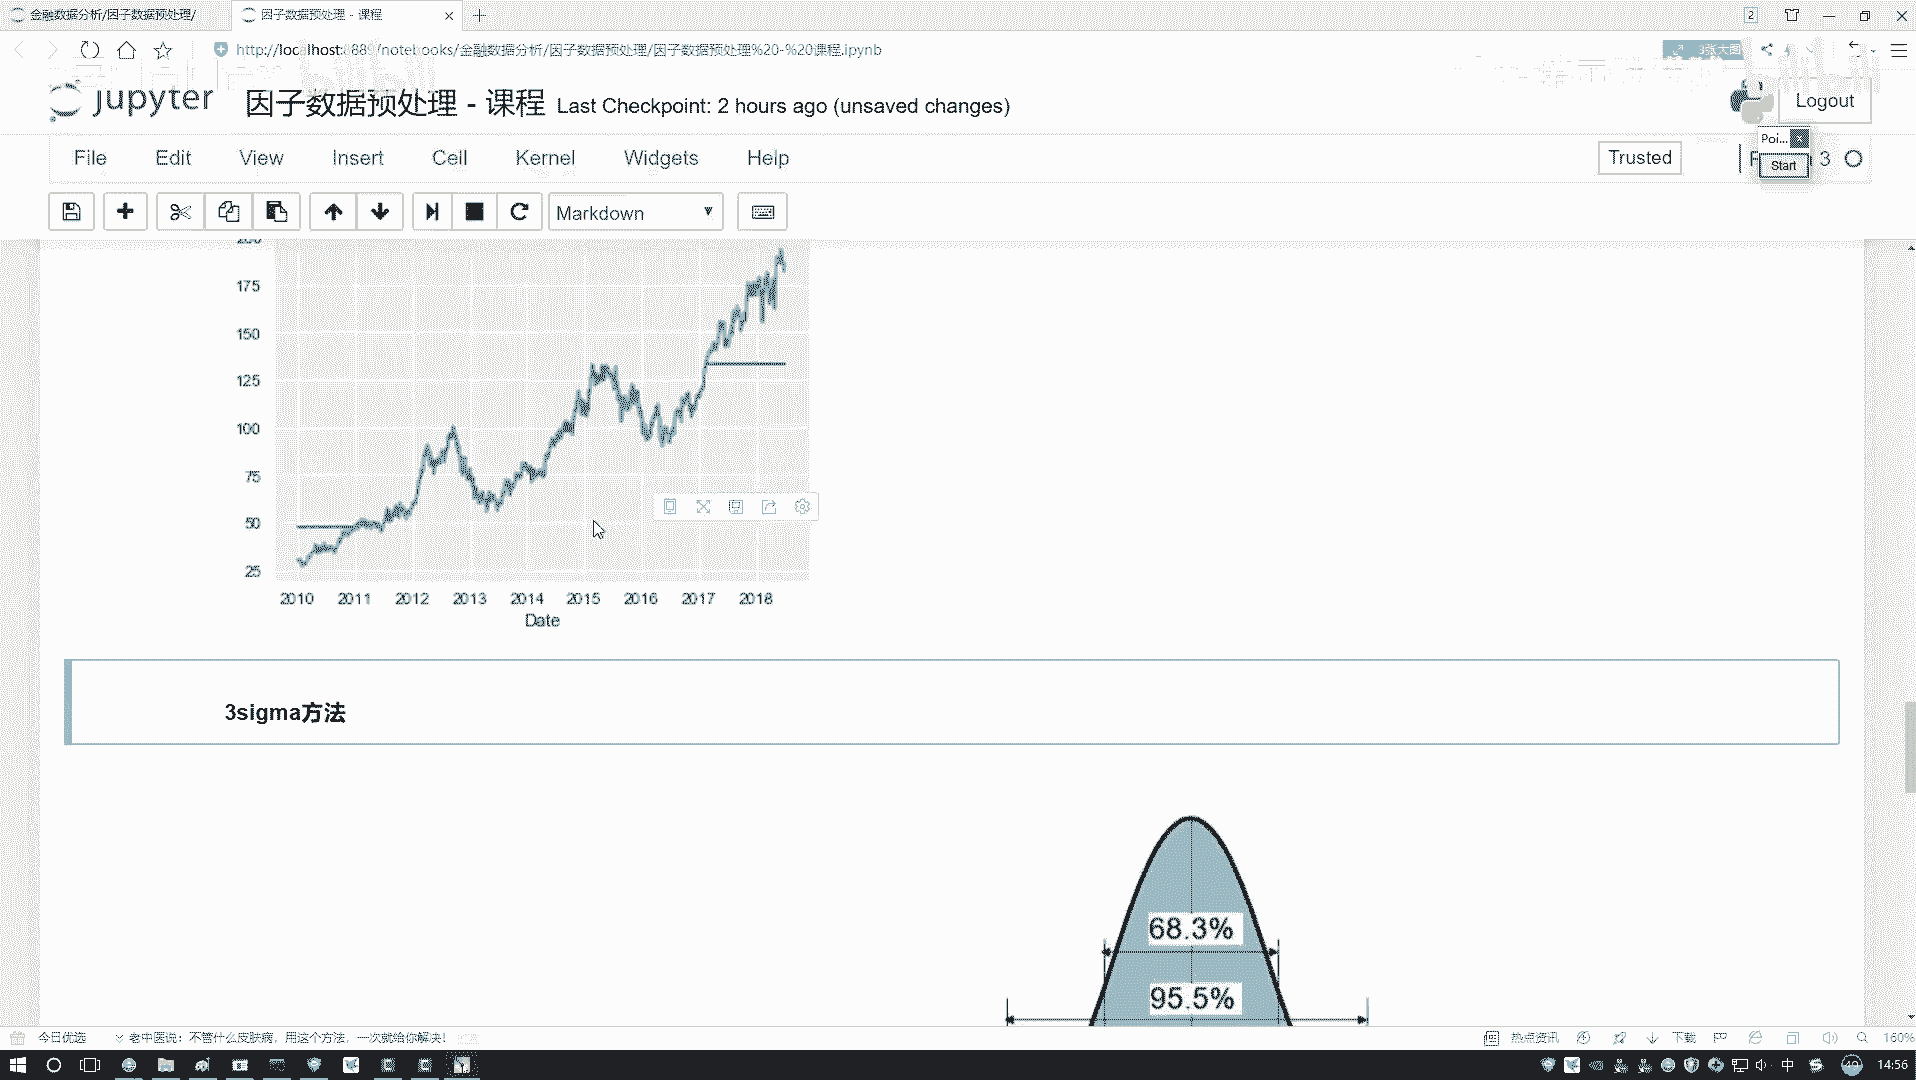 金融数据分析/因子数据预处理/
因子数据预处理 - 课程
2
http://localhost:8889/notebooks/金融数据分析/因子数据预处理/因子数据预处理%20-%20课程.ipynb
3张大图
jupyter
因子数据预处理 - 课程 Last Checkpoint: 2 hours ago (unsaved changes)
Logout
File Edit View Insert Cell Kernel Widgets Help
Trusted
3
Poi...
Start
Markdown
175
150
125
100
75
50
25
2010 2011 2012 2013 2014 2015 2016 2017 2018
Date
3sigma方法
68.3%
95.5%
今日优选
老中医说：不管什么皮肤病，用这个方法，一次就给你解决！
热点资讯
下载
160%
中
14:56